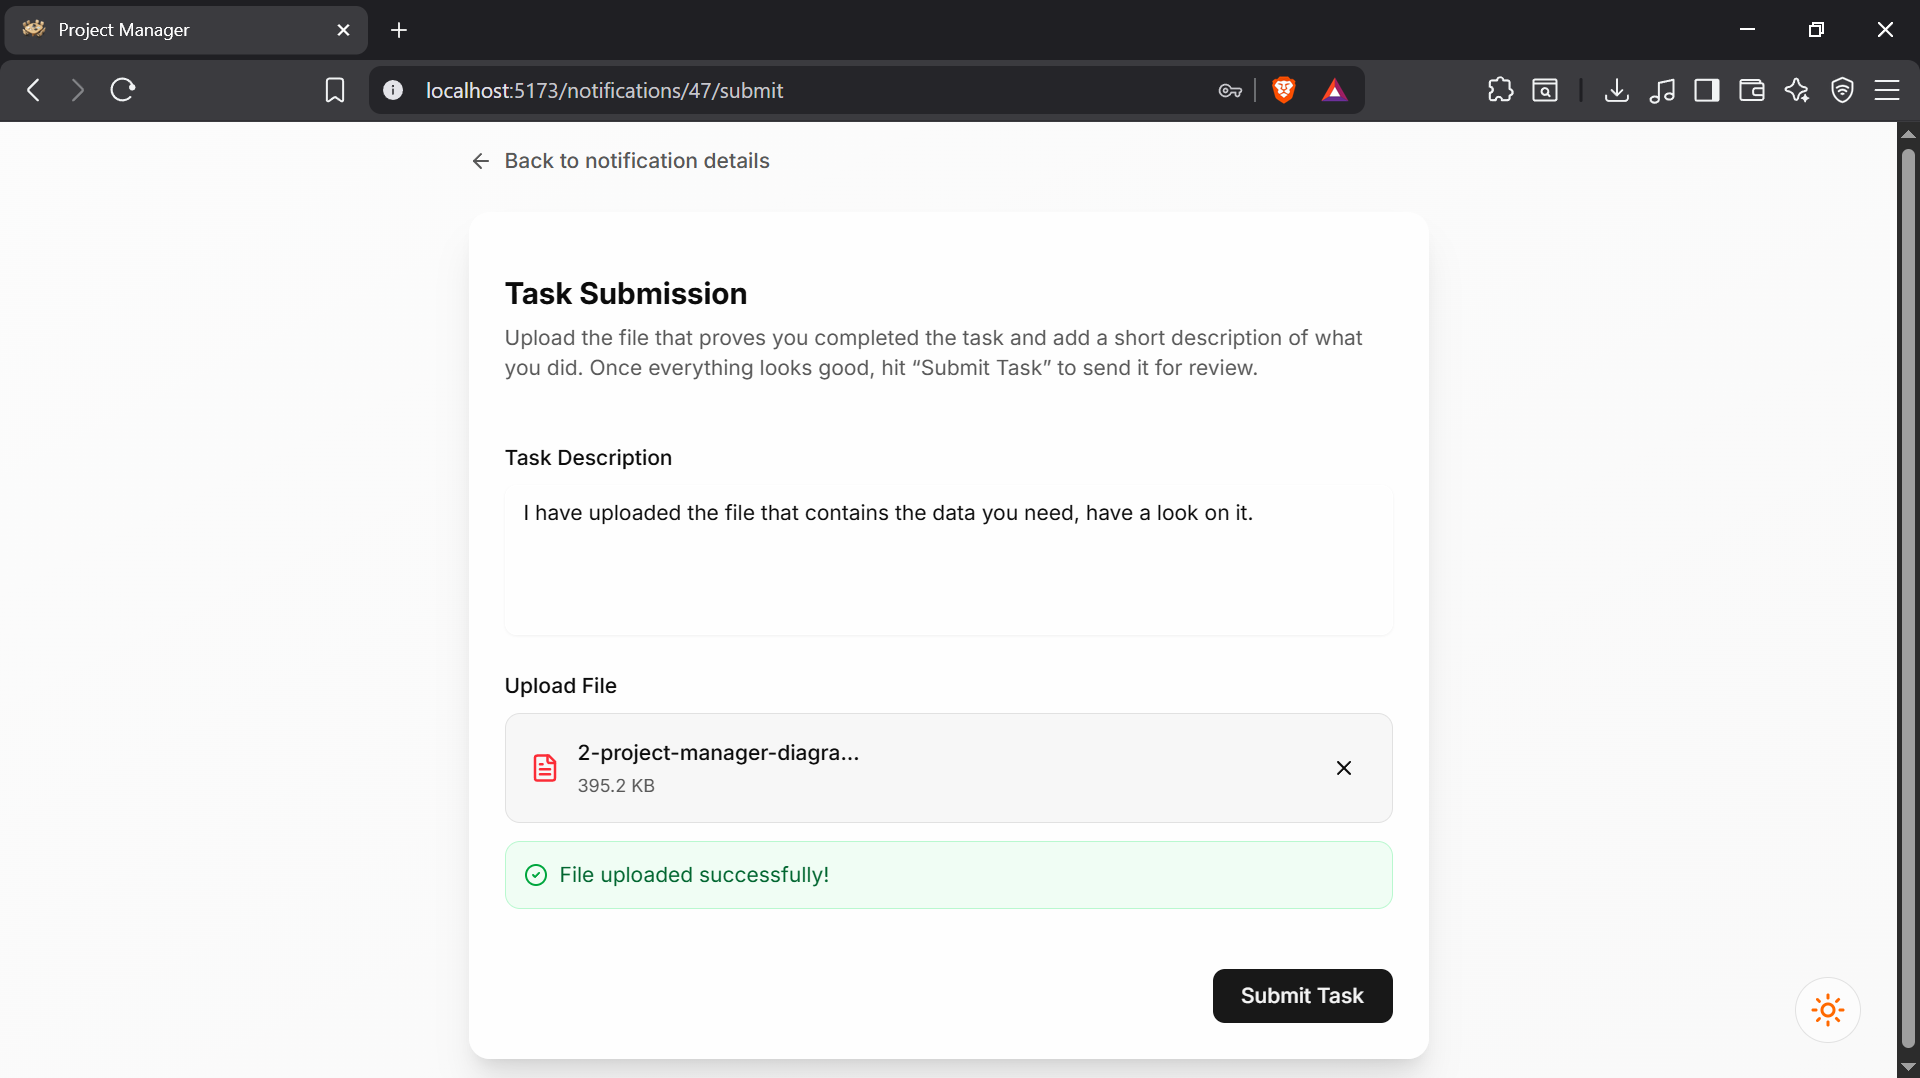 Project Manager
localhost:5173/notifications/47/submit
Back to notification details
Task Submission
Upload the file that proves you completed the task and add a short description of what
you did. Once everything looks good, hit “Submit Task” to send it for review.
Task Description
I have uploaded the file that contains the data you need, have a look on it.
Upload File
2-project-manager-diagra...
395.2 KB
File uploaded successfully!
Submit Task